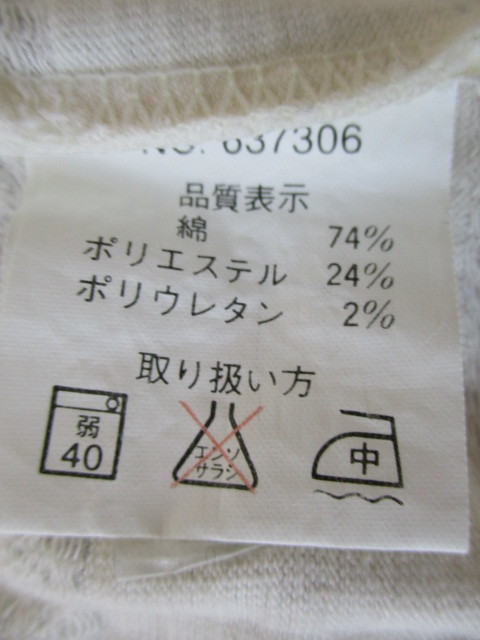 NO. 637306
品質表示
綿 74%
ポリエステル 24%
ポリウレタン 2%
取り扱い方
弱
40
エンソ
サラシ
中